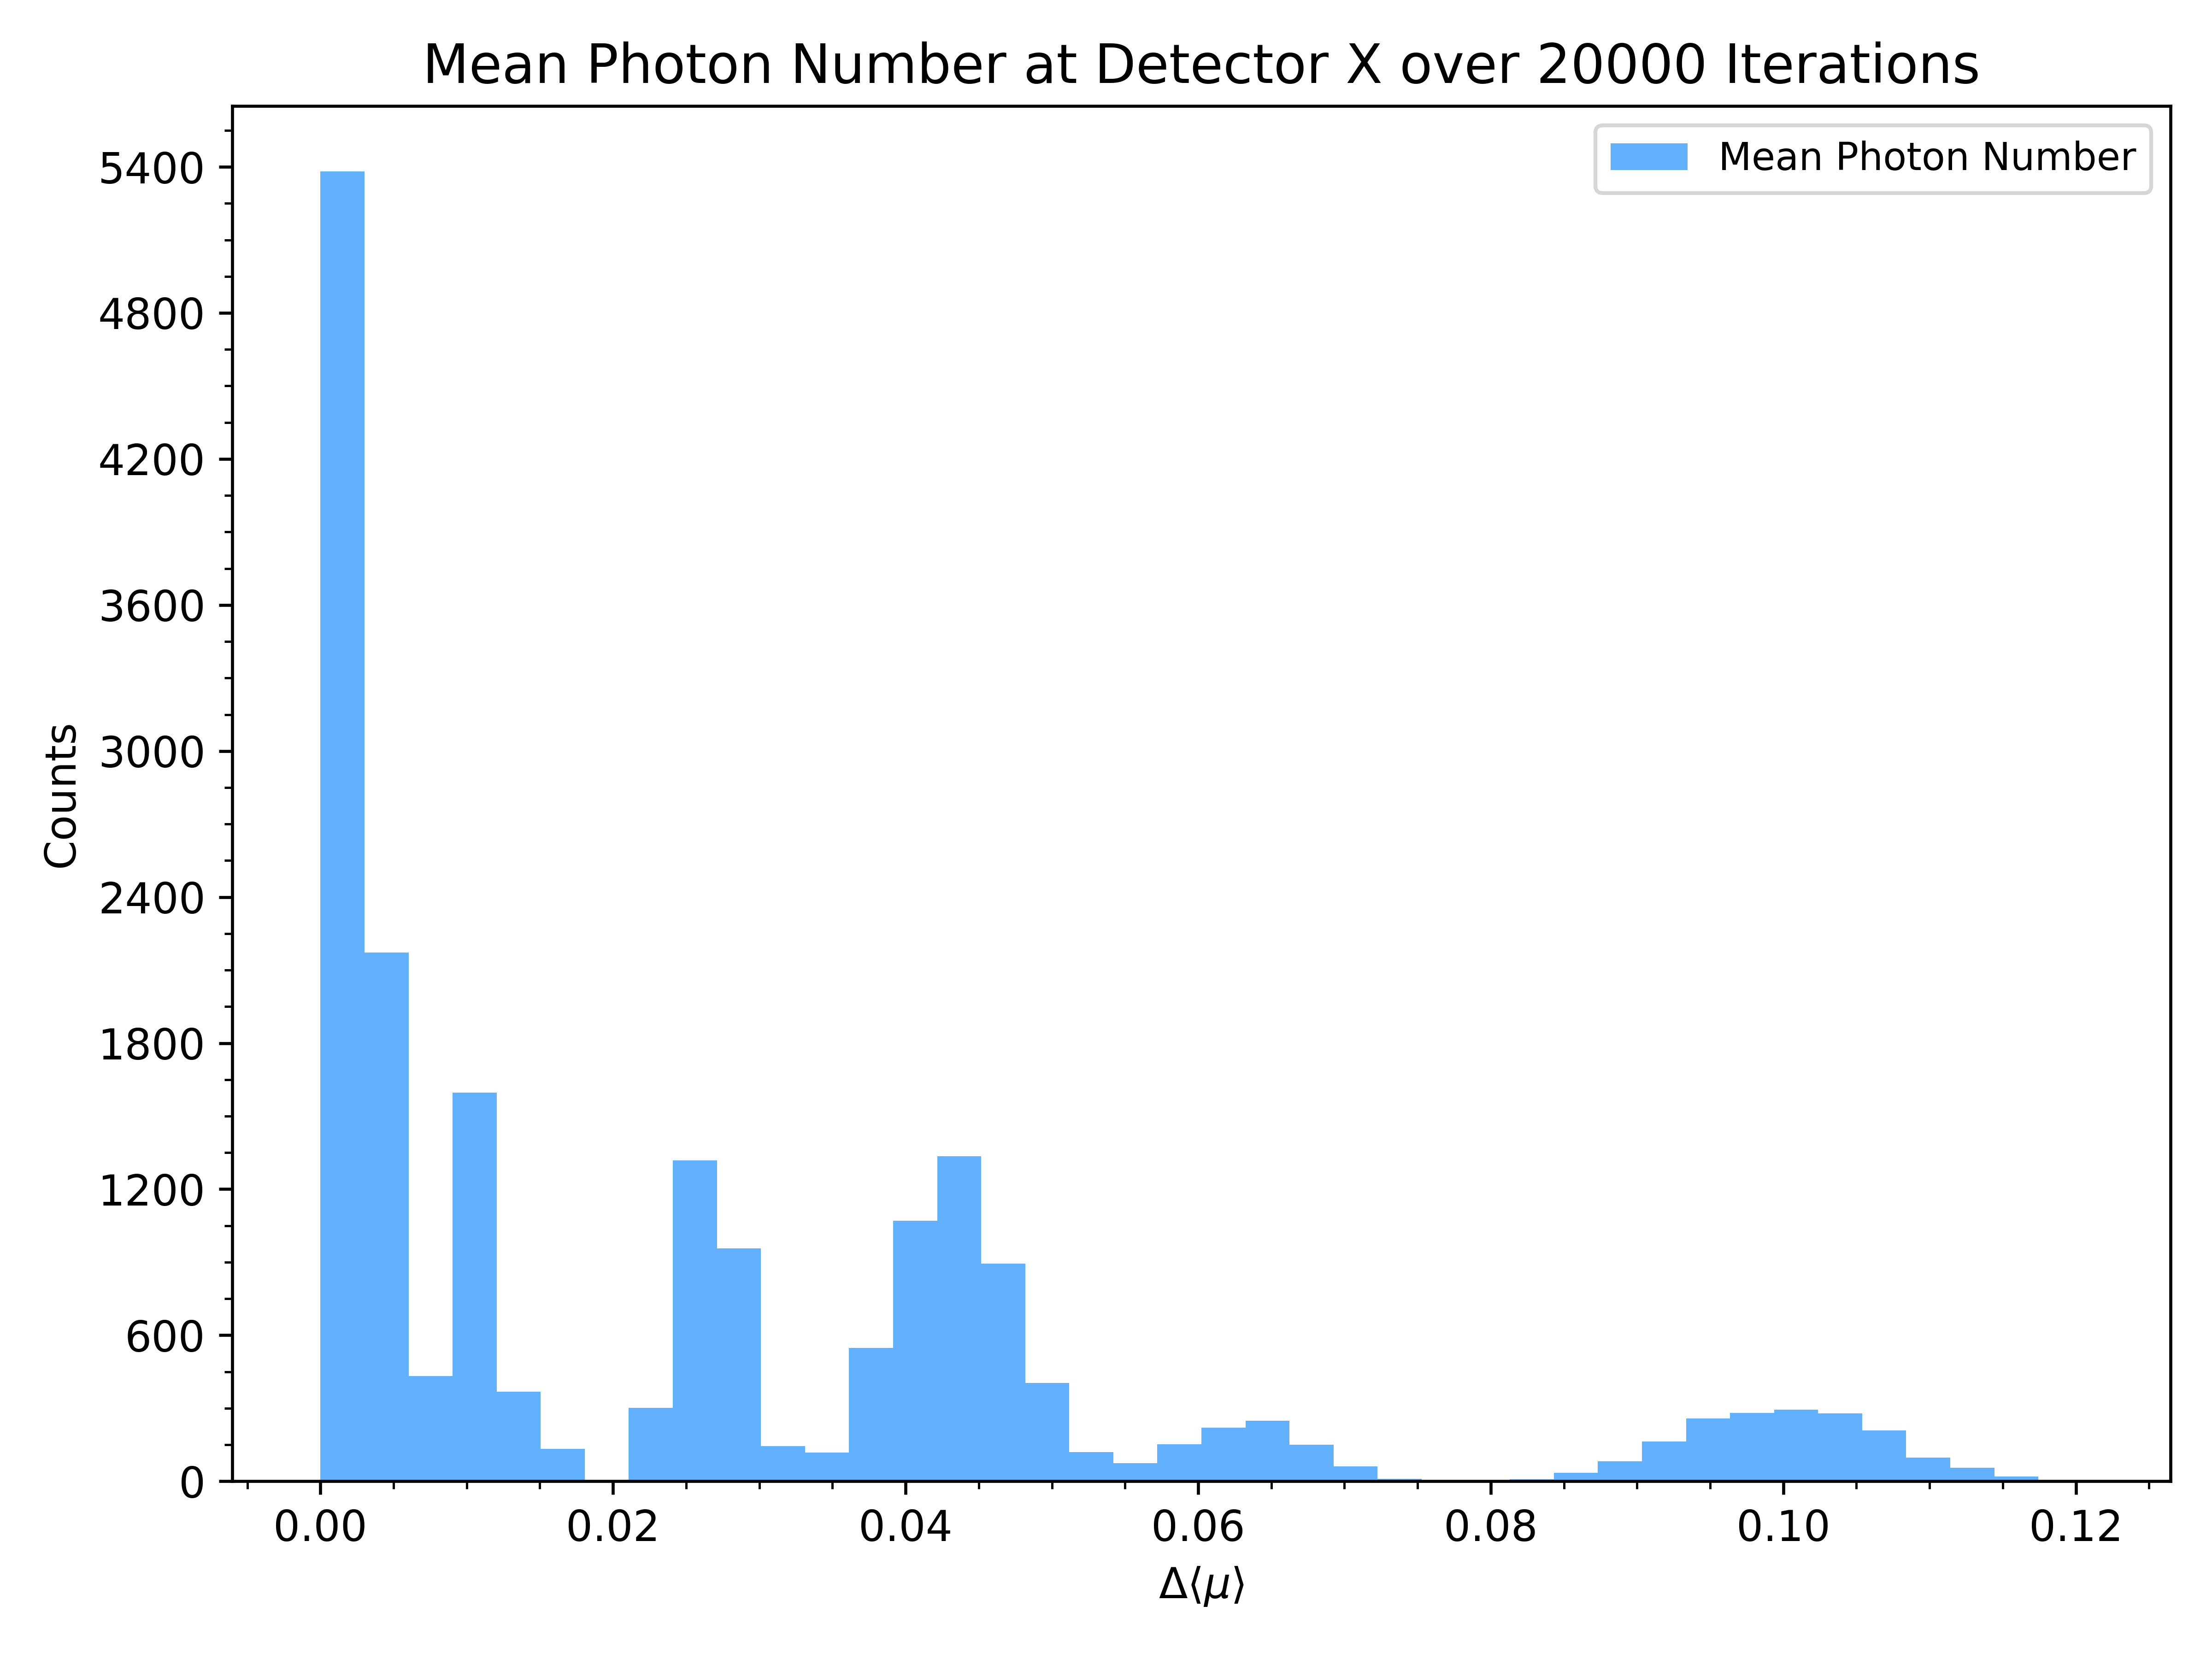 Mean Photon Number at Detector X over 20000 Iterations
Mean Photon Number
5400
4800
4200
3600
3000
2400
1800
1200
600
0
Counts
0.00 0.02 0.04 0.06 0.08 0.10 0.12
Δ⟨μ⟩